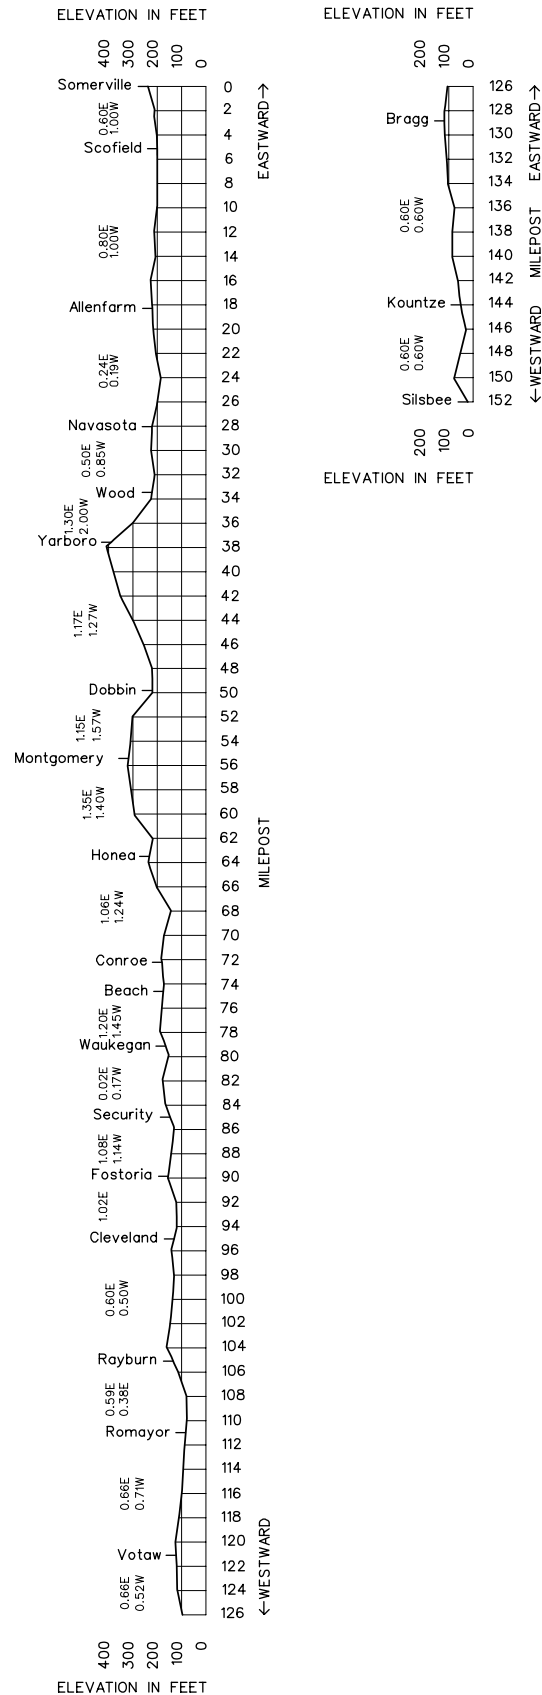 ELEVATION IN FEET
400 300 200 100 0
Somerville
0.60E
1.00W
Scofield
0.80E
1.00W
Allenfarm
0.24E
0.19W
Navasota
0.50E
0.85W
Wood
1.30E
2.00W
Yarboro
1.17E
1.27W
Dobbin
1.15E
1.57W
Montgomery
1.35E
1.40W
Honea
1.06E
1.24W
Conroe
Beach
1.20E
1.45W
Waukegan
0.02E
0.17W
Security
1.08E
1.14W
Fostoria
1.02E
Cleveland
0.60E
0.50W
Rayburn
0.59E
0.38E
Romayor
0.66E
0.71W
Votaw
0.66E
0.52W
0
2
4
6
8
10
12
14
16
18
20
22
24
26
28
30
32
34
36
38
40
42
44
46
48
50
52
54
56
58
60
62
64
66
68
70
72
74
76
78
80
82
84
86
88
90
92
94
96
98
100
102
104
106
108
110
112
114
116
118
120
122
124
126
EASTWARD→
MILEPOST
←WESTWARD
400 300 200 100 0
ELEVATION IN FEET
ELEVATION IN FEET
200 100 0
Bragg
0.60E
0.60W
Kountze
0.60E
0.60W
Silsbee
126
128
130
132
134
136
138
140
142
144
146
148
150
152
EASTWARD→
MILEPOST
←WESTWARD
200 100 0
ELEVATION IN FEET